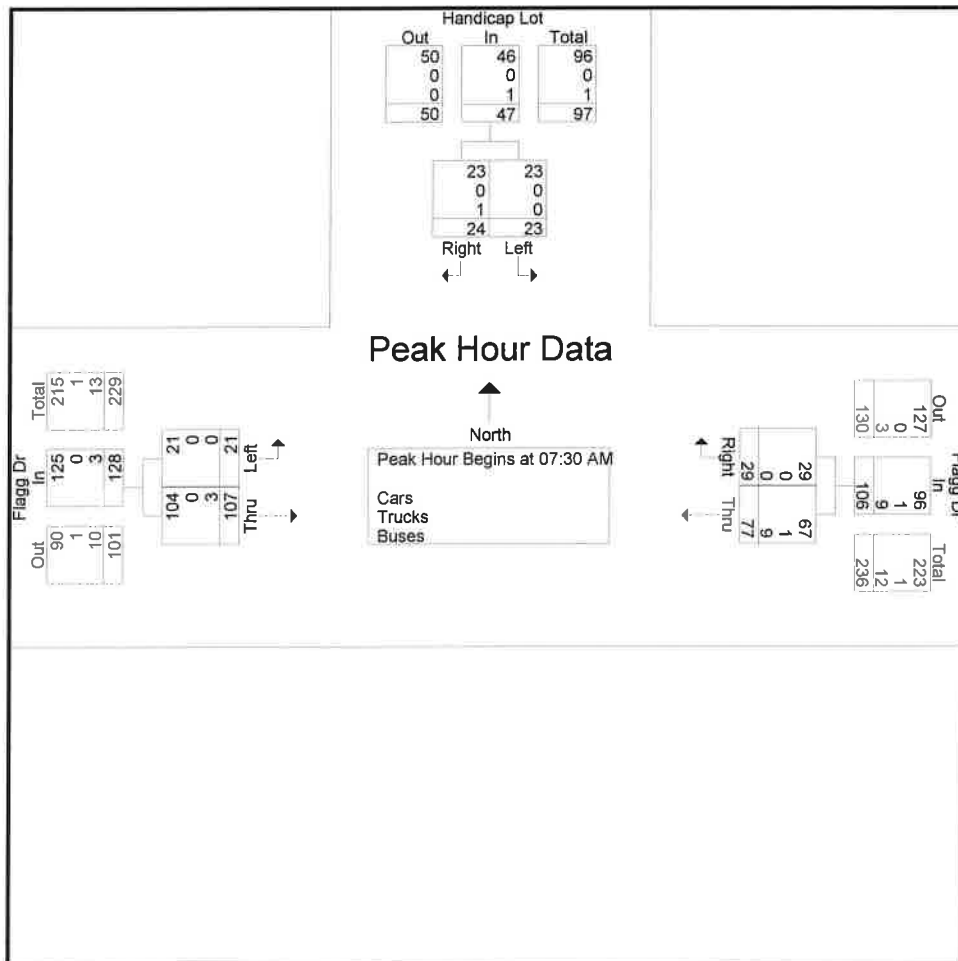 Handicap Lot
Out In Total
50 46 96
0 0 0
0 1 1
50 47 97
23 23
0 0
1 0
24 23
Right Left
Peak Hour Data
North
Peak Hour Begins at 07:30 AM
Cars
Trucks
Buses
Flagg Dr
Out In Total
90 125 215
1 0 1
10 3 13
101 128 229
21 104
0 0
0 3
21 107
Left Thru
Flagg Dr
Out In Total
127 96 223
0 1 1
3 9 12
130 106 236
29 67
0 1
0 9
29 77
Right Thru